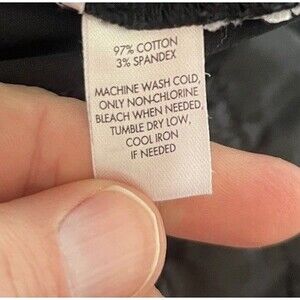 97% COTTON
3% SPANDEX
MACHINE WASH COLD,
ONLY NON-CHLORINE
BLEACH WHEN NEEDED,
TUMBLE DRY LOW,
COOL IRON
IF NEEDED